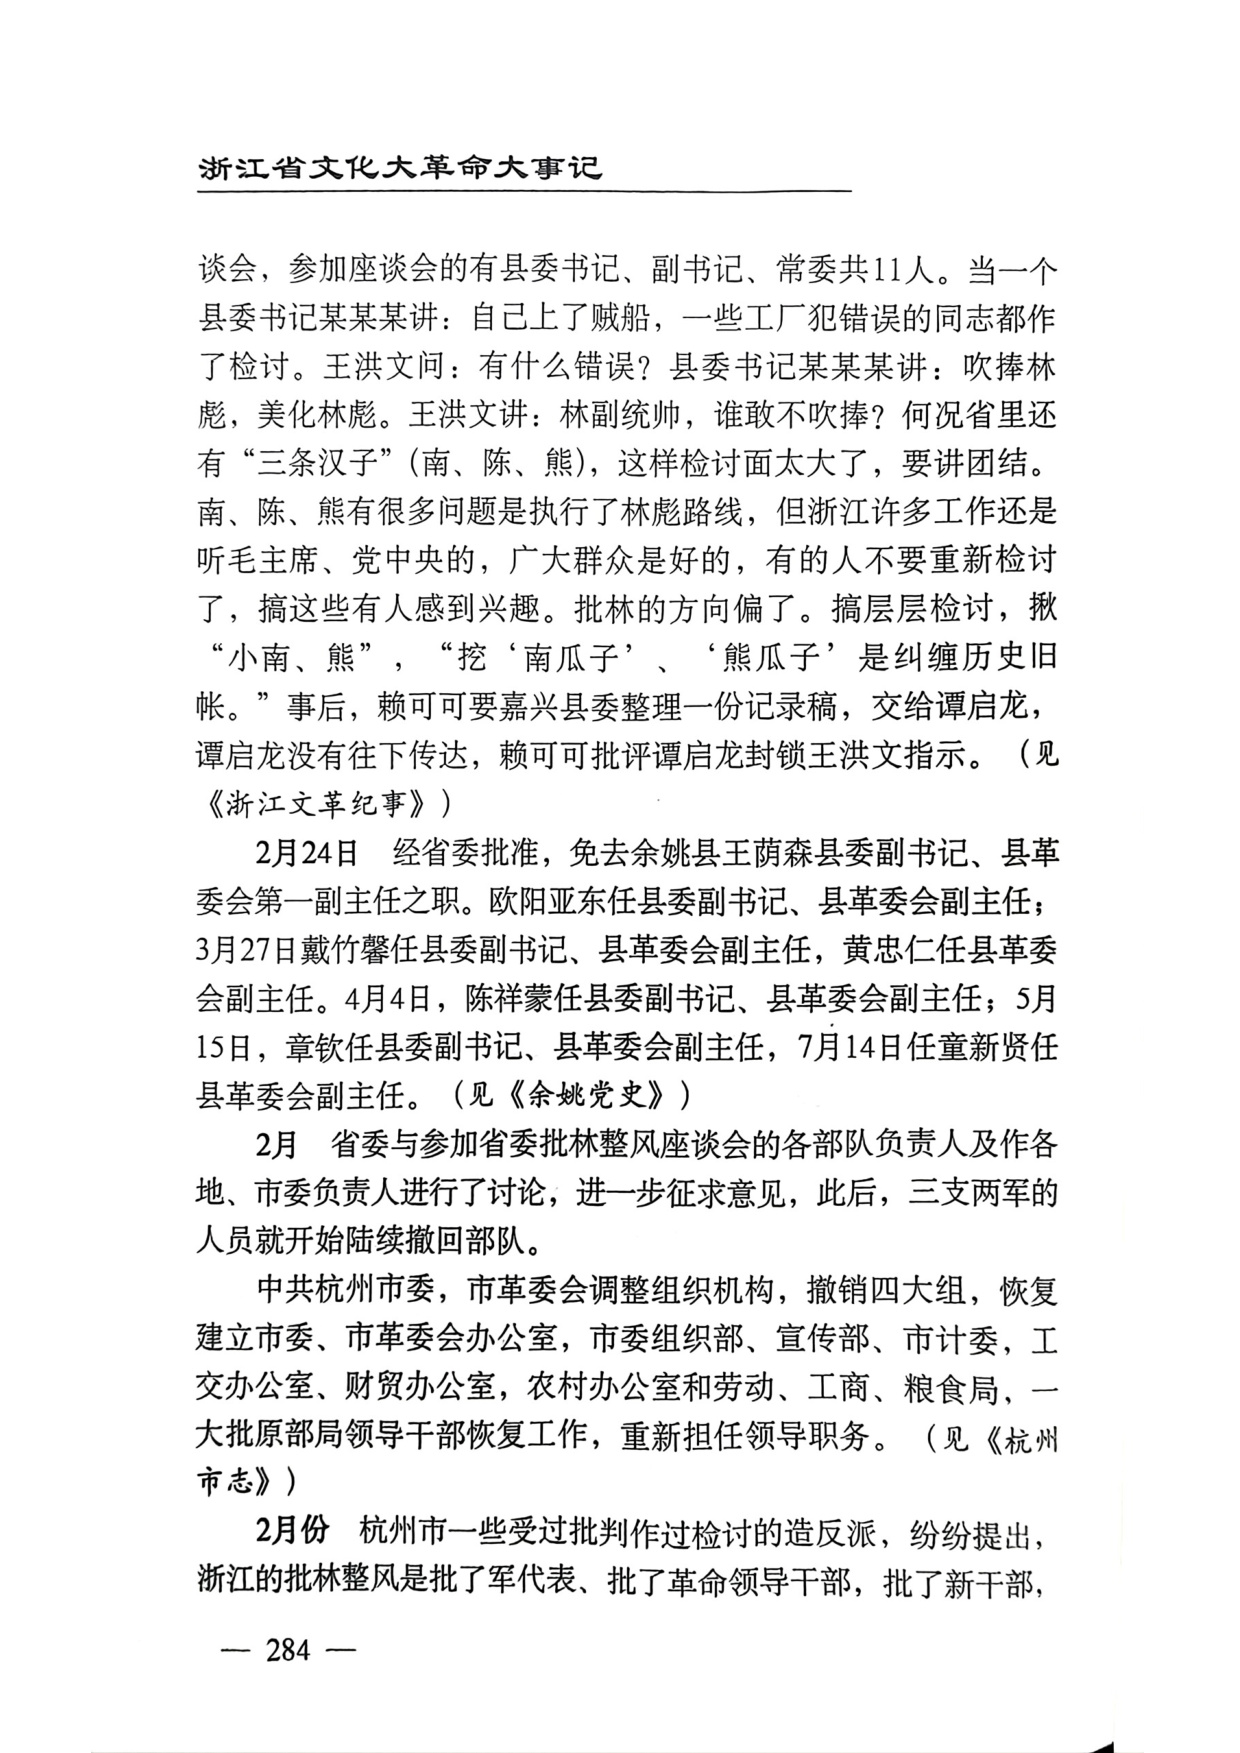 浙江省文化大革命大事记
谈会，参加座谈会的有县委书记、副书记、常委共11人。当一个
县委书记某某某讲：自己上了贼船，一些工厂犯错误的同志都作
了检讨。王洪文问：有什么错误？县委书记某某某讲：吹捧林
彪，美化林彪。王洪文讲：林副统帅，谁敢不吹捧？何况省里还
有“三条汉子”（南、陈、熊），这样检讨面太大了，要讲团结。
南、陈、熊有很多问题是执行了林彪路线，但浙江许多工作还是
听毛主席、党中央的，广大群众是好的，有的人不要重新检讨
了，搞这些有人感到兴趣。批林的方向偏了。搞层层检讨，揪
“小南、熊”，“挖‘南瓜子’、‘熊瓜子’是纠缠历史旧
帐。”事后，赖可可要嘉兴县委整理一份记录稿，交给谭启龙，
谭启龙没有往下传达，赖可可批评谭启龙封锁王洪文指示。（见
《浙江文革纪事》）
2月24日　经省委批准，免去余姚县王荫森县委副书记、县革
委会第一副主任之职。欧阳亚东任县委副书记、县革委会副主任；
3月27日戴竹馨任县委副书记、县革委会副主任，黄忠仁任县革委
会副主任。4月4日，陈祥蒙任县委副书记、县革委会副主任；5月
15日，章钦任县委副书记、县革委会副主任，7月14日任童新贤任
县革委会副主任。（见《余姚党史》）
2月　省委与参加省委批林整风座谈会的各部队负责人及作各
地、市委负责人进行了讨论，进一步征求意见，此后，三支两军的
人员就开始陆续撤回部队。
中共杭州市委，市革委会调整组织机构，撤销四大组，恢复
建立市委、市革委会办公室，市委组织部、宣传部、市计委，工
交办公室、财贸办公室，农村办公室和劳动、工商、粮食局，一
大批原部局领导干部恢复工作，重新担任领导职务。（见《杭州
市志》）
2月份　杭州市一些受过批判作过检讨的造反派，纷纷提出，
浙江的批林整风是批了军代表、批了革命领导干部，批了新干部，
— 284 —